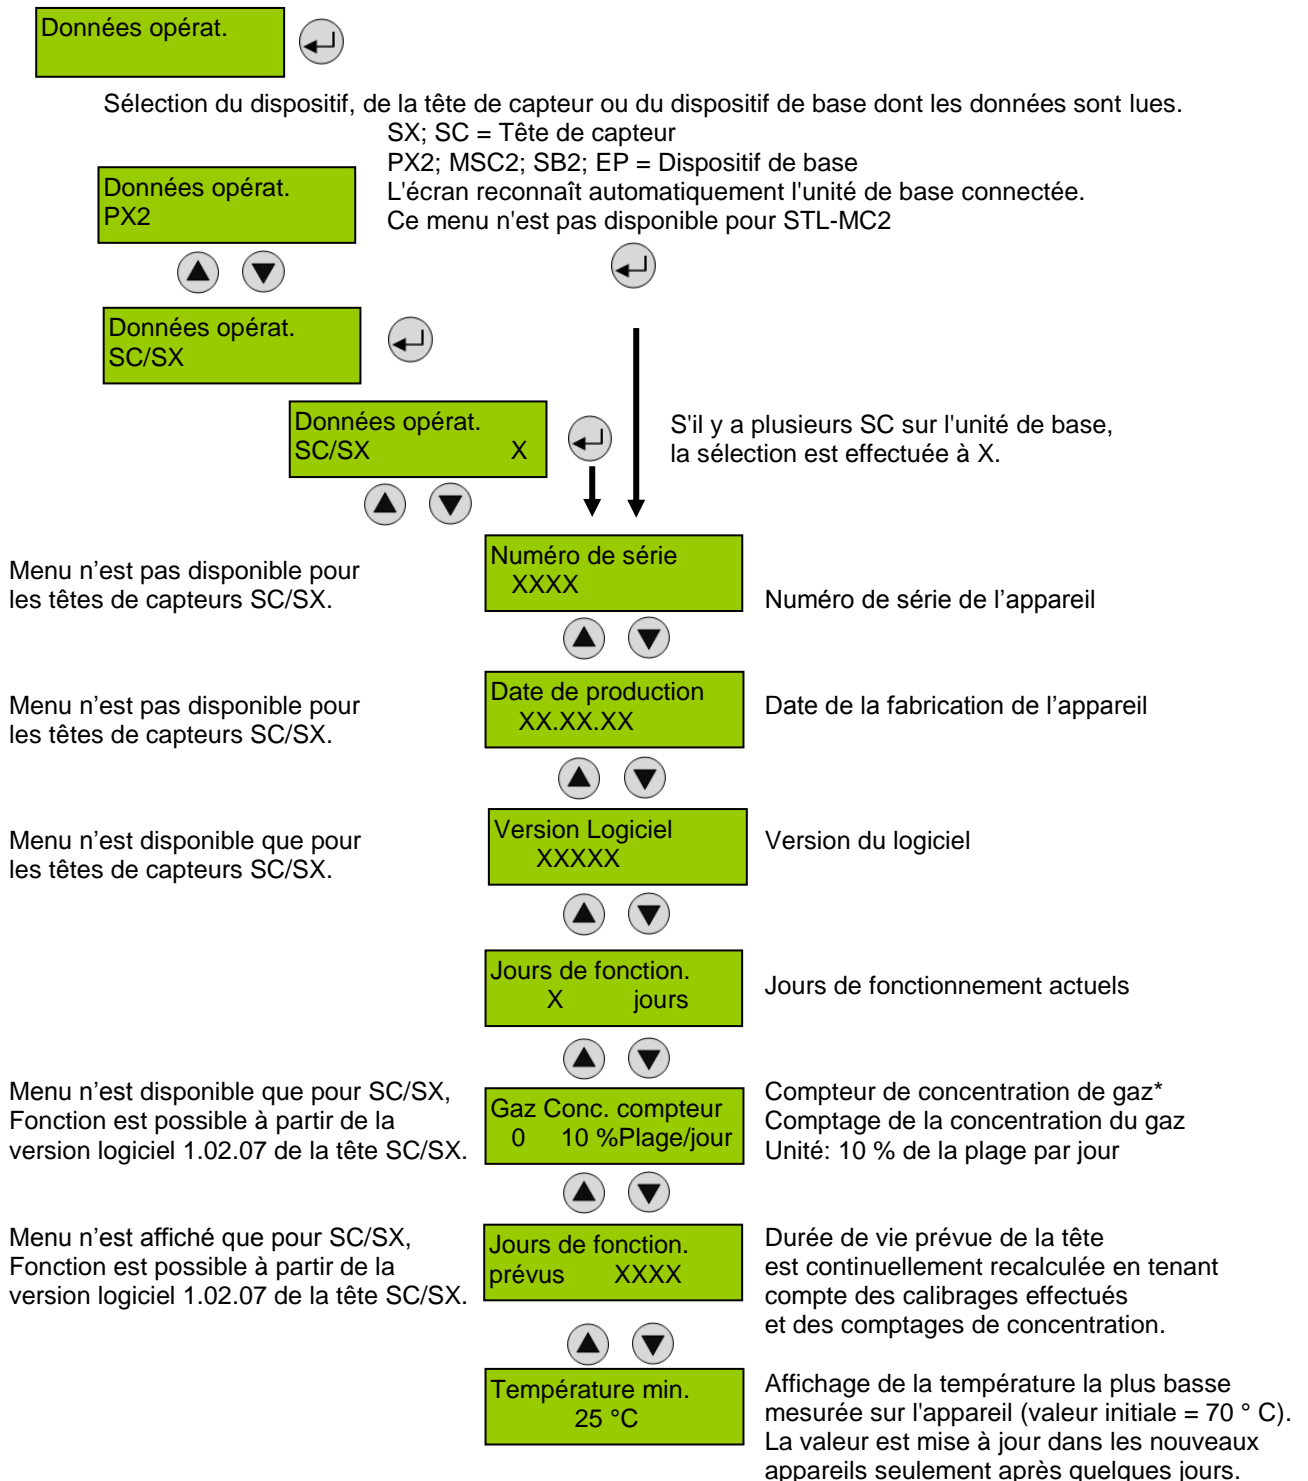 Données opérat.
Sélection du dispositif, de la tête de capteur ou du dispositif de base dont les données sont lues.
SX; SC = Tête de capteur
PX2; MSC2; SB2; EP = Dispositif de base
L'écran reconnaît automatiquement l'unité de base connectée.
Ce menu n'est pas disponible pour STL-MC2
Données opérat.
PX2
Données opérat.
SC/SX
Données opérat.
SC/SX X
S'il y a plusieurs SC sur l'unité de base,
la sélection est effectuée à X.
Menu n’est pas disponible pour
les têtes de capteurs SC/SX.
Numéro de série
XXXX
Numéro de série de l’appareil
Menu n’est pas disponible pour
les têtes de capteurs SC/SX.
Date de production
XX.XX.XX
Date de la fabrication de l’appareil
Menu n’est disponible que pour
les têtes de capteurs SC/SX.
Version Logiciel
XXXXX
Version du logiciel
Jours de fonction.
X jours
Jours de fonctionnement actuels
Menu n’est disponible que pour SC/SX,
Fonction est possible à partir de la
version logiciel 1.02.07 de la tête SC/SX.
Gaz Conc. compteur
0 10 %Plage/jour
Compteur de concentration de gaz*
Comptage de la concentration du gaz
Unité: 10 % de la plage par jour
Menu n’est affiché que pour SC/SX,
Fonction est possible à partir de la
version logiciel 1.02.07 de la tête SC/SX.
Jours de fonction.
prévus XXXX
Durée de vie prévue de la tête
est continuellement recalculée en tenant
compte des calibrages effectués
et des comptages de concentration.
Température min.
25 °C
Affichage de la température la plus basse
mesurée sur l'appareil (valeur initiale = 70 ° C).
La valeur est mise à jour dans les nouveaux
appareils seulement après quelques jours.